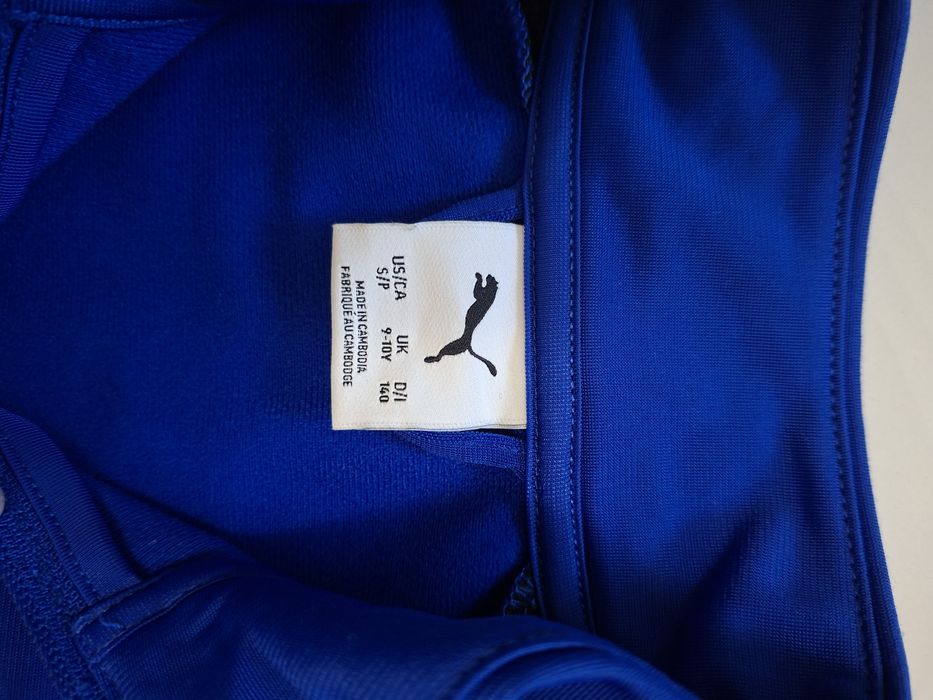 US/CA UK D/I
S/P 9-10Y 140
MADE IN CAMBODIA
FABRIQUÉ AU CAMBODGE